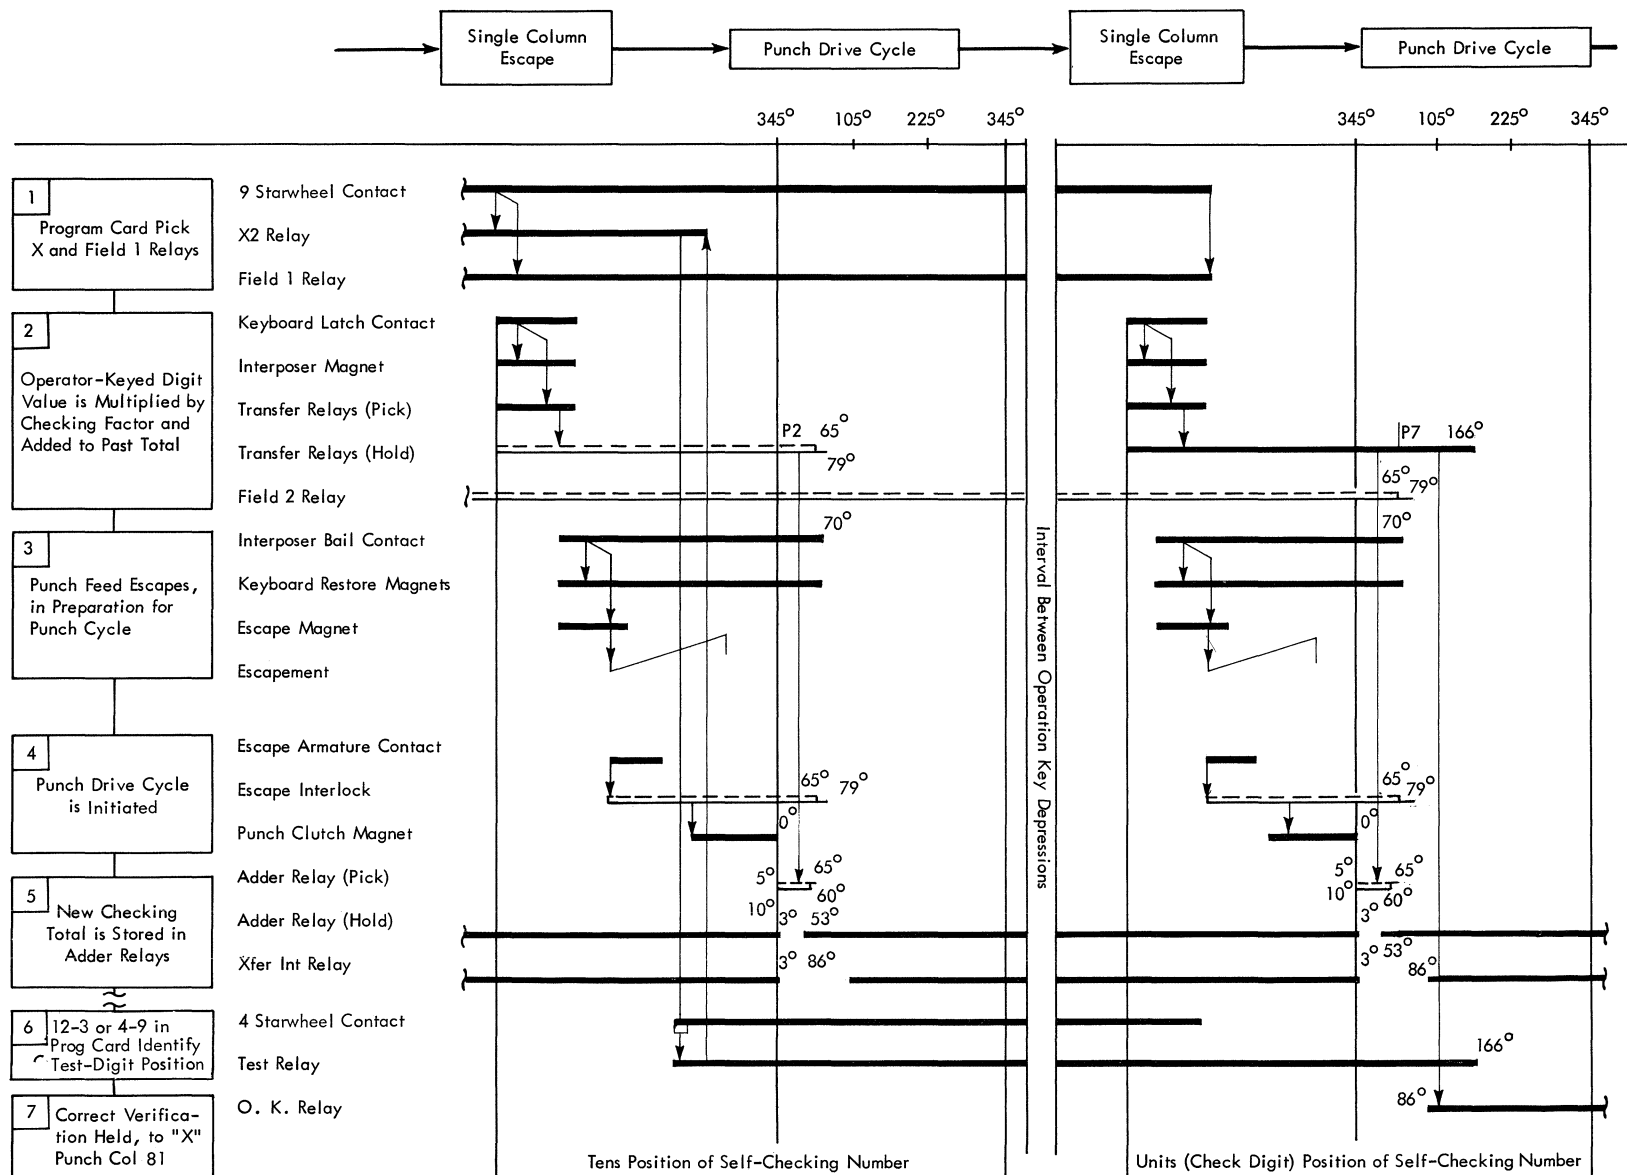 Single Column
Escape
Punch Drive Cycle
Single Column
Escape
Punch Drive Cycle
345° 105° 225° 345° 345° 105° 225° 345°
1
Program Card Pick
X and Field 1 Relays
9 Starwheel Contact
X2 Relay
Field 1 Relay
2
Operator-Keyed Digit
Value is Multiplied by
Checking Factor and
Added to Past Total
Keyboard Latch Contact
Interposer Magnet
Transfer Relays (Pick)
Transfer Relays (Hold)
P2 65°
79°
P7 166°
Field 2 Relay
65°
79°
3
Punch Feed Escapes,
in Preparation for
Punch Cycle
Interposer Bail Contact
70°
70°
Keyboard Restore Magnets
Escape Magnet
Escapement
Interval Between Operation Key Depressions
4
Punch Drive Cycle
is Initiated
Escape Armature Contact
Escape Interlock
65° 79°
65° 79°
Punch Clutch Magnet
0°
0°
5
New Checking
Total is Stored in
Adder Relays
Adder Relay (Pick)
5° 65°
10° 60°
5° 65°
10° 60°
Adder Relay (Hold)
3° 53°
3° 53°
Xfer Int Relay
3° 86°
3° 86°
6
12-3 or 4-9 in
Prog Card Identify
Test-Digit Position
4 Starwheel Contact
Test Relay
166°
7
Correct Verifica-
tion Held, to "X"
Punch Col 81
O. K. Relay
86°
Tens Position of Self-Checking Number
Units (Check Digit) Position of Self-Checking Number